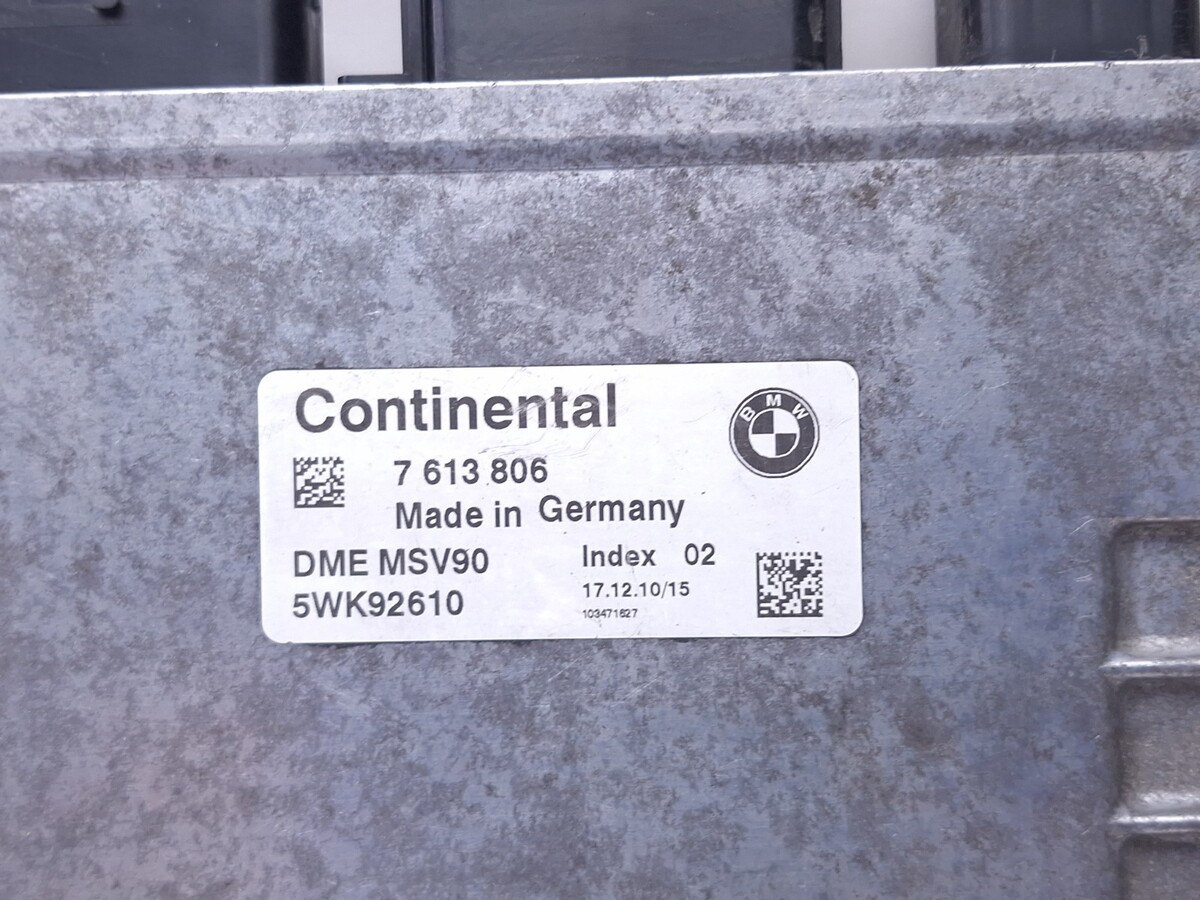 Continental
BMW
7 613 806
Made in Germany
DME MSV90
Index 02
5WK92610
17.12.10/15
103471627